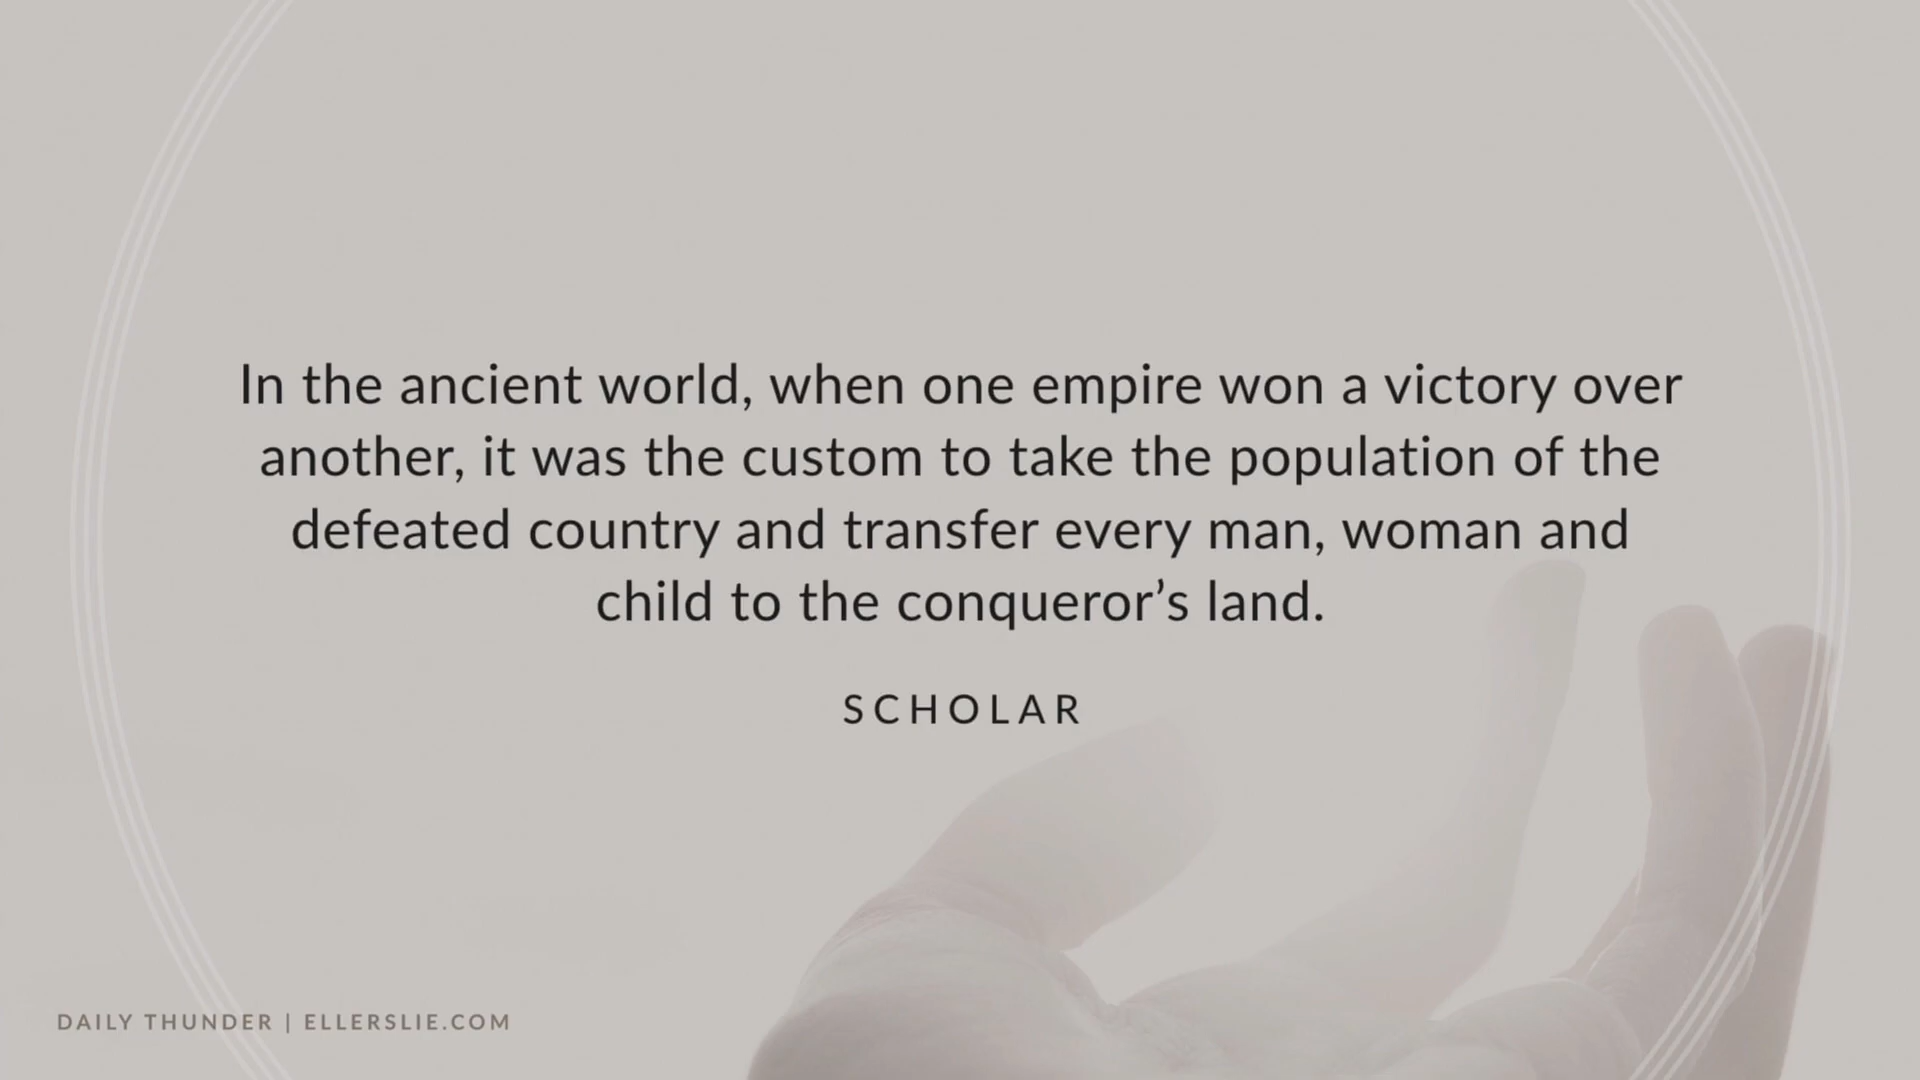 In the ancient world, when one empire won a victory over
another, it was the custom to take the population of the
defeated country and transfer every man, woman and
child to the conqueror’s land.
SCHOLAR
DAILY THUNDER | ELLERSLIE.COM